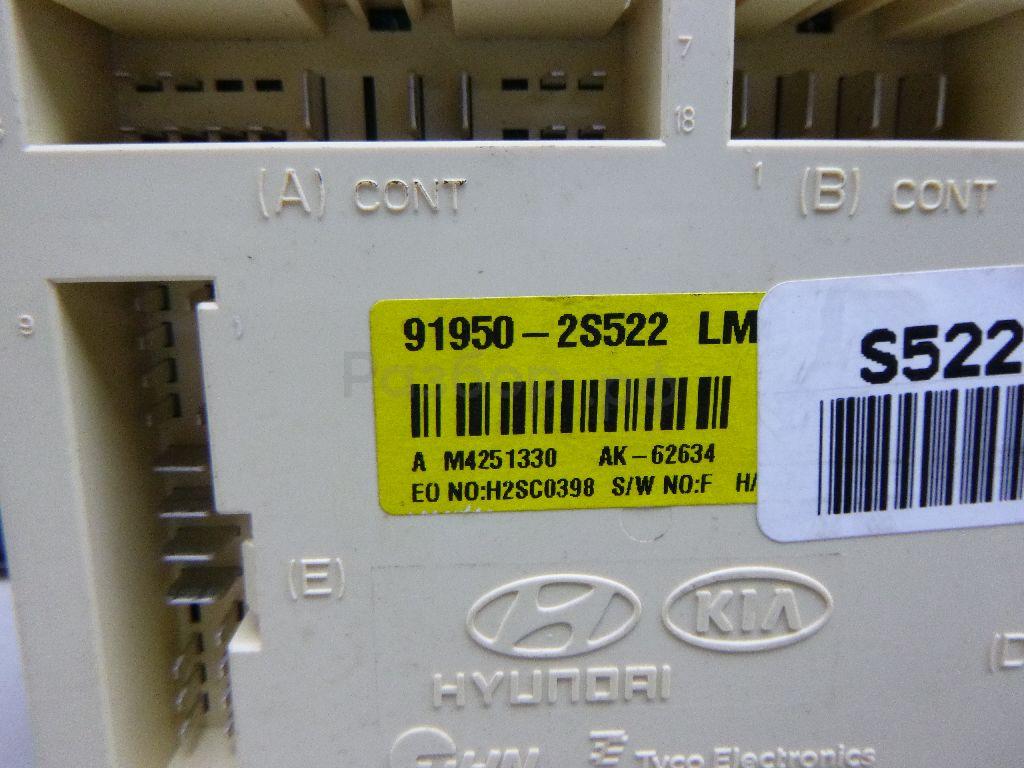 7
18
(A) CONT
1 (B) CONT
9
91950-2S522 LM
S522
A M4251330 AK-62634
EO NO:H2SC0398 S/W NO:F H/
(E)
KIA
HYUNDAI
(D
Tyco Electronics